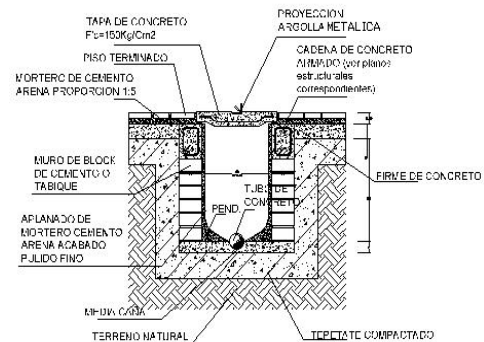 TAPA DE CONCRETO
F'c=150Kg/Cm2
PISO TERMINADO
MORTERO DE CEMENTO
ARENA PROPORCION 1:5
MURO DE BLOCK
DE CEMENTO O
TABIQUE
APLANADO DE
MORTERO CEMENTO
ARENA ACABADO
PULIDO FINO
MEDIA CAÑA
TERRENO NATURAL
PROYECCION
ARGOLLA METALICA
CADENA DE CONCRETO
ARMADO (ver planos
estructurales
correspondientes)
FIRME DE CONCRETO
TUBO DE
CONCRETO
PEND.
TEPETATE COMPACTADO